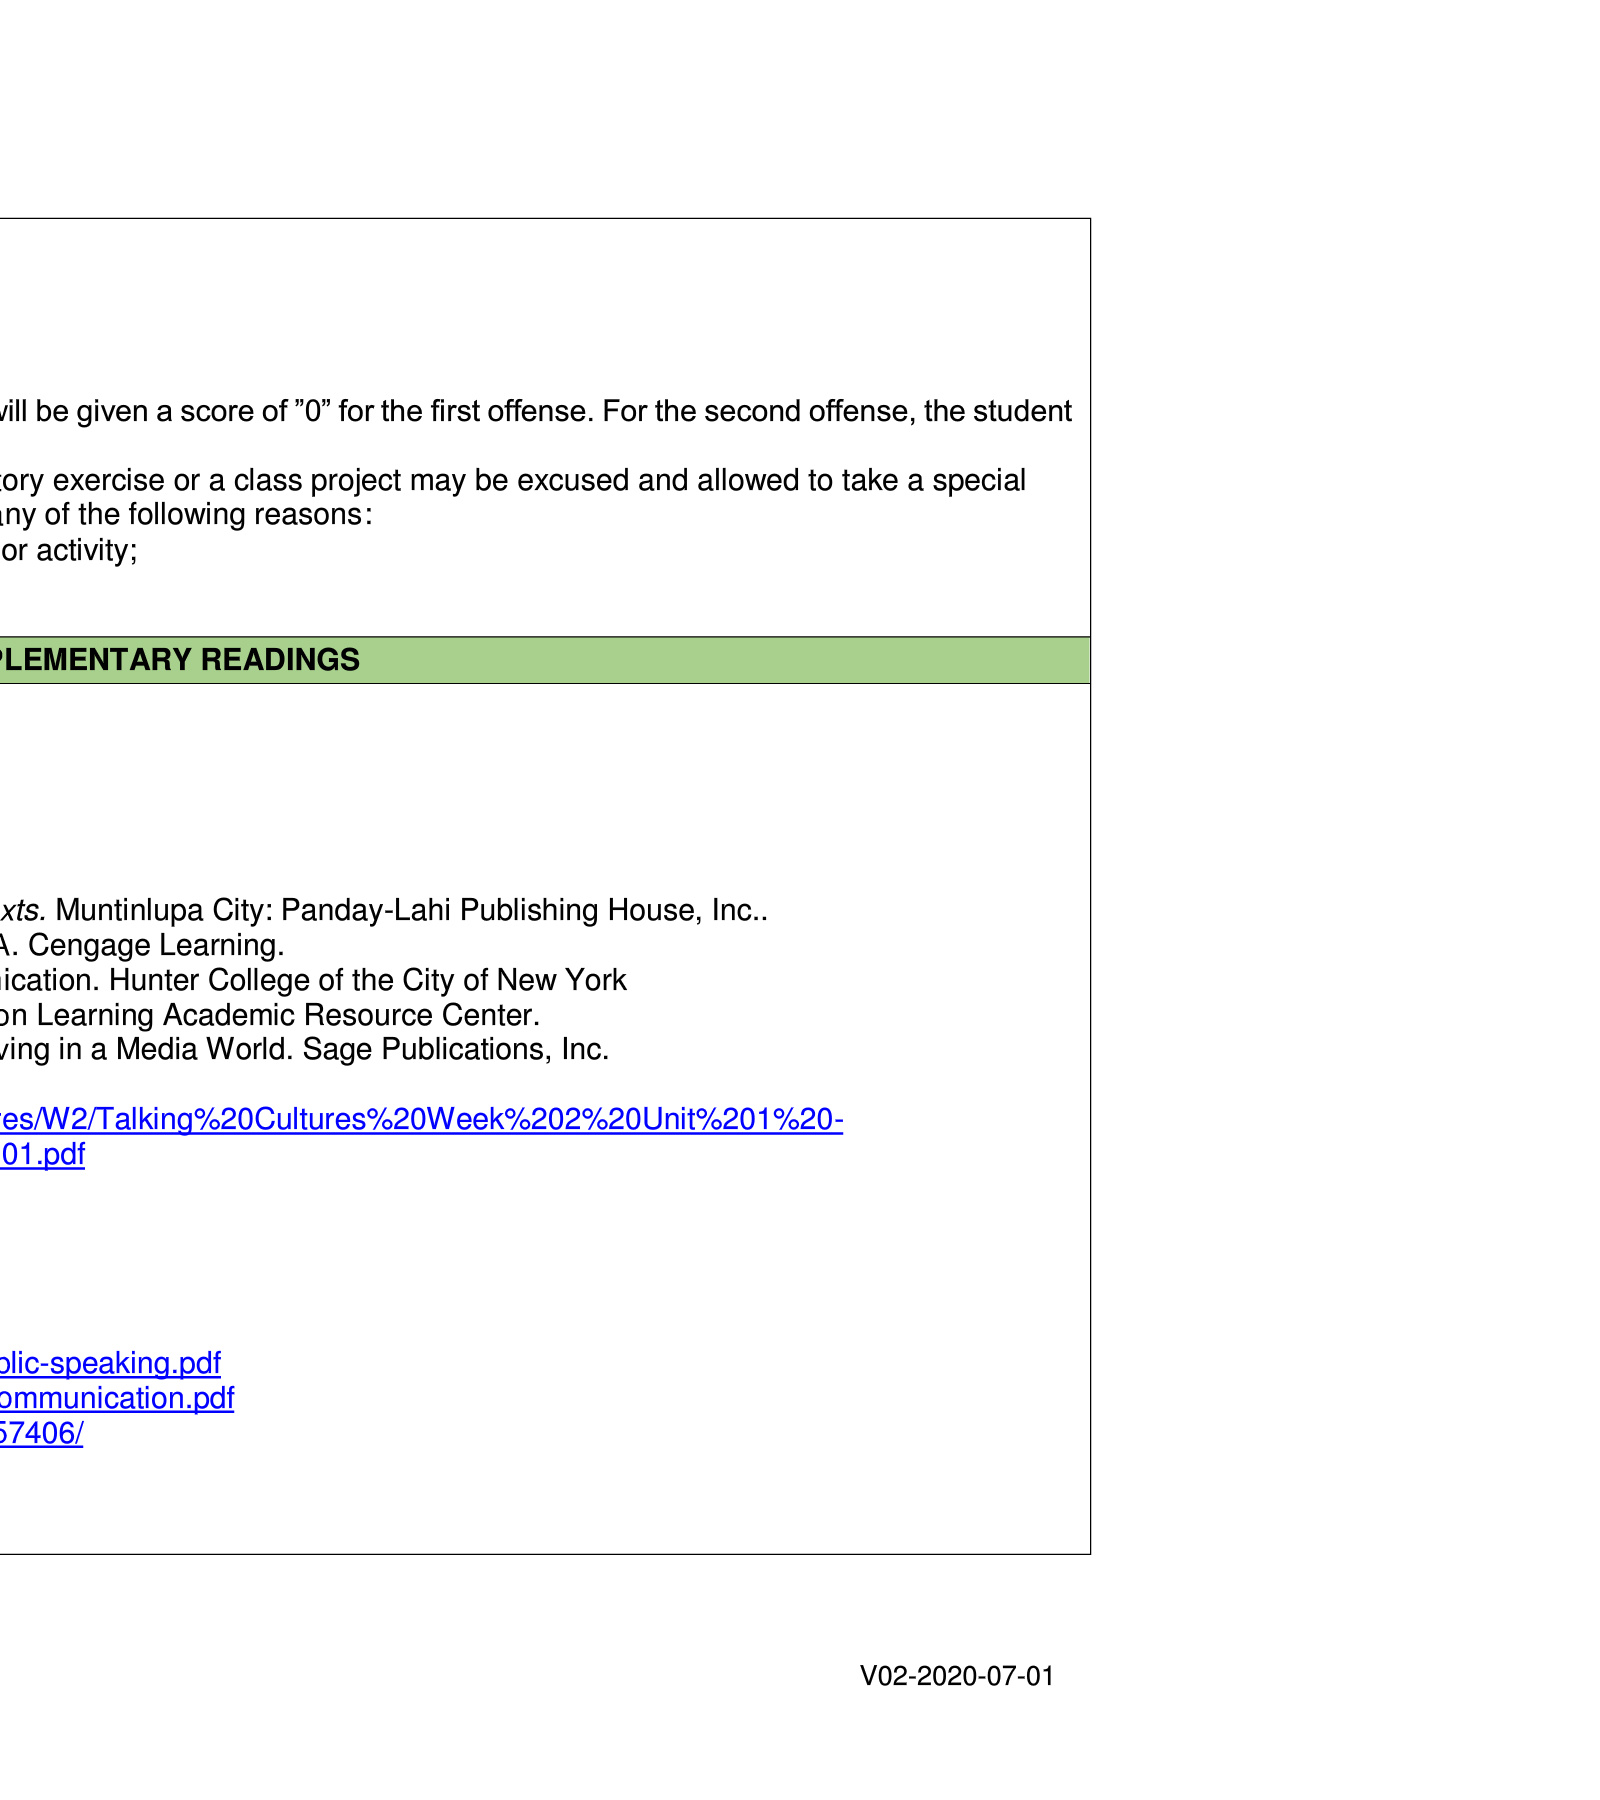 will be given a score of ”0” for the first offense. For the second offense, the student
tory exercise or a class project may be excused and allowed to take a special
any of the following reasons:
or activity;
PLEMENTARY READINGS
xts. Muntinlupa City: Panday-Lahi Publishing House, Inc..
A. Cengage Learning.
nication. Hunter College of the City of New York
on Learning Academic Resource Center.
ving in a Media World. Sage Publications, Inc.
res/W2/Talking%20Cultures%20Week%202%20Unit%201%20-
01.pdf
blic-speaking.pdf
ommunication.pdf
57406/
V02-2020-07-01